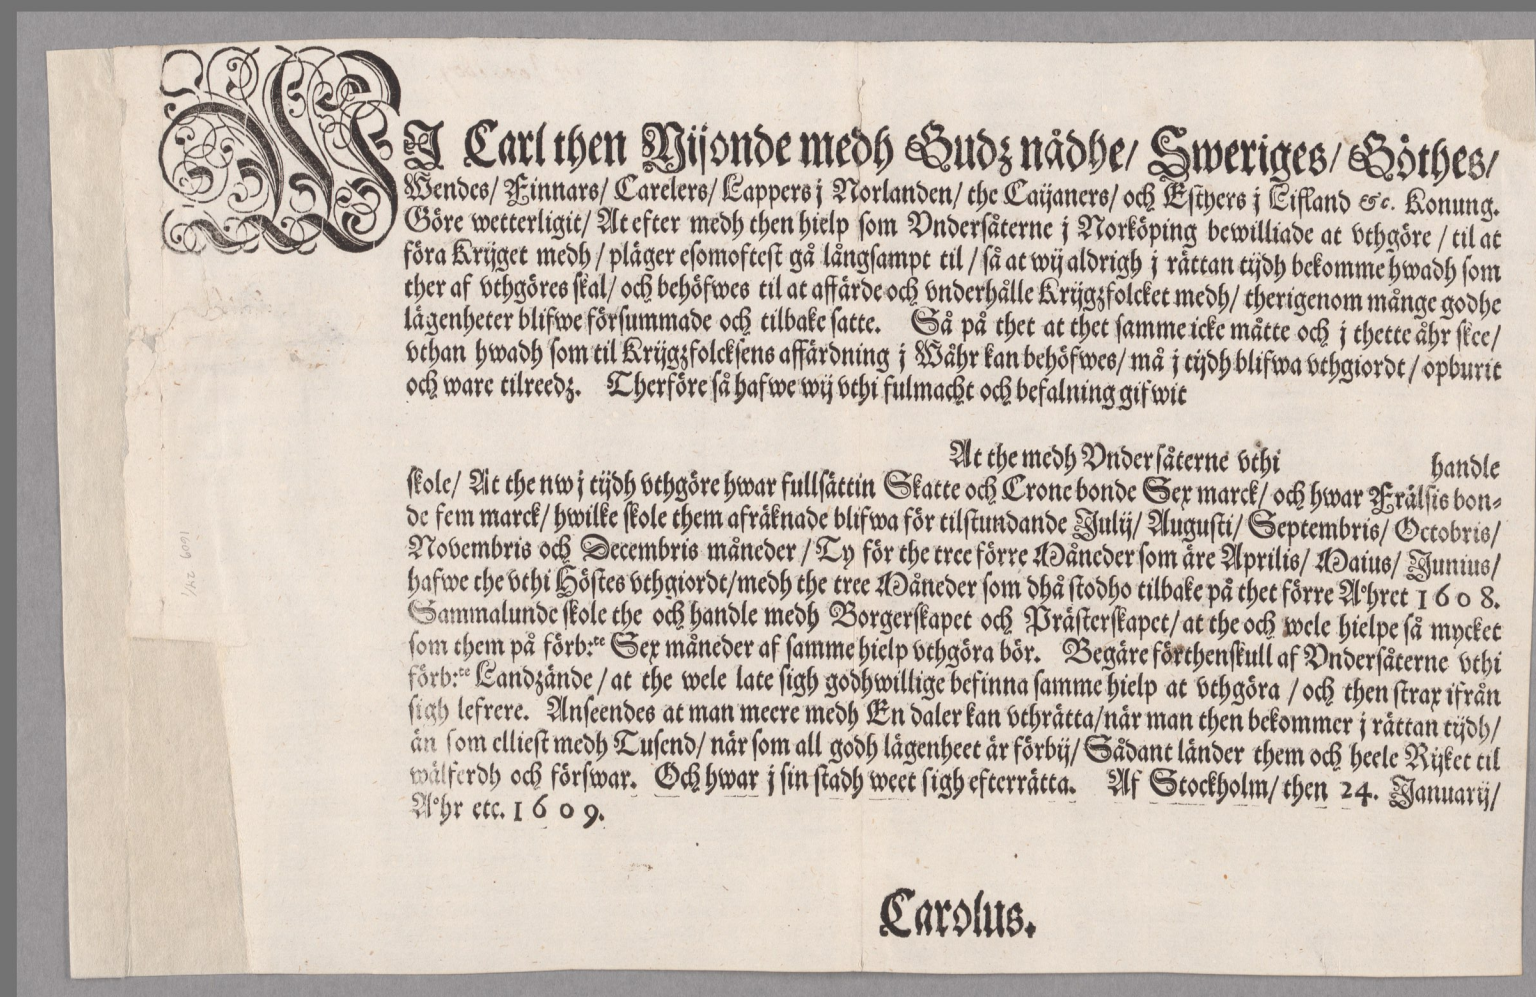 WJ Carl then Nijonde medh Gudz nådhe/ Sweriges/ Göthes/
Wendes/ Finnars/ Carelers/ Lappers j Norlanden/ the Caijaners/ och Esthers j Lifland &c. Konung.
Göre wetterligit/ At efter medh then hielp som Vndersåterne j Norköping bewilliade at vthgöre / til at
föra Krijget medh / pläger esomoftest gå långsampt til / så at wij aldrigh j rättan tijdh bekomme hwadh som
ther af vthgöres skal/ och behöfwes til at affärde och vnderhålle Krijgzfolcket medh/ therigenom månge godhe
lägenheter blifwe försummade och tilbake satte. Så på thet at thet samme icke måtte och j thette åhr skee/
vthan hwadh som til Krijgzfolcksens affärdning j Wåhr kan behöfwes/ må j tijdh blifwa vthgiordt / opburit
och ware tilreedz. Therföre så hafwe wij vthi fulmacht och befalning gifwit
At the medh Vndersåterne vthi handle
skole/ At the nw j tijdh vthgöre hwar fullsättin Skatte och Crone bonde Sex marck/ och hwar Frälsis bon-
de fem marck/ hwilke skole them afräknade blifwa för tilstundande Julij/ Augusti/ Septembris/ Octobris/
Novembris och Decembris måneder / Ty för the tree förre Måneder som äre Aprilis/ Maius/ Junius/
hafwe the vthi Höstes vthgiordt/ medh the tree Måneder som dhå stodho tilbake på thet förre Åhret 1608.
Sammalunde skole the och handle medh Borgerskapet och Prästerskapet/ at the och wele hielpe så mycket
som them på förb:te Sex måneder af samme hielp vthgöra bör. Begäre förthenskull af Vndersåterne vthi
förb:te Landzände / at the wele late sigh godhwillige befinna samme hielp at vthgöra / och then strax ifrån
sigh lefrere. Anseendes at man meere medh En daler kan vthrätta/ när man then bekommer j rättan tijdh/
än som elliest medh Tusend/ när som all godh lägenheet är förbij/ Sådant länder them och heele Rijket til
wälferdh och förswar. Och hwar j sin stadh weet sigh efterrätta. Af Stockholm/ then 24. Januarij/
Åhr etc. 1609.
Carolus.
1609 24/1